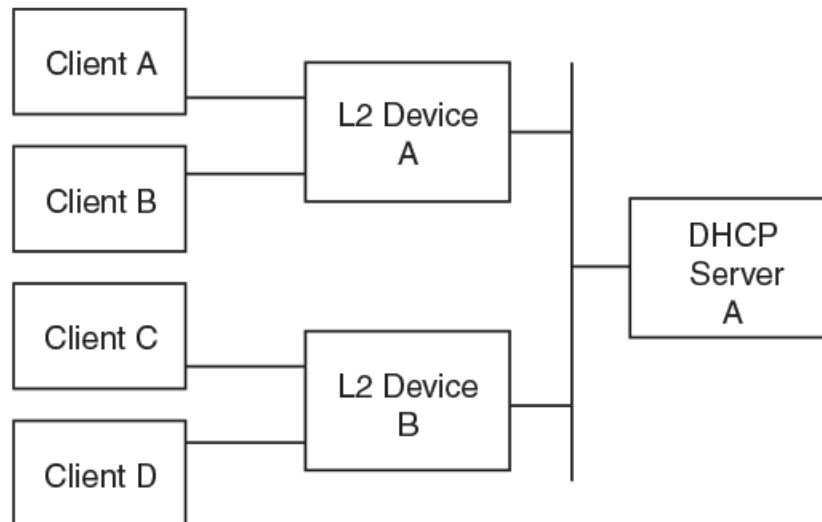 Client A
Client B
Client C
Client D
L2 Device
A
L2 Device
B
DHCP
Server
A